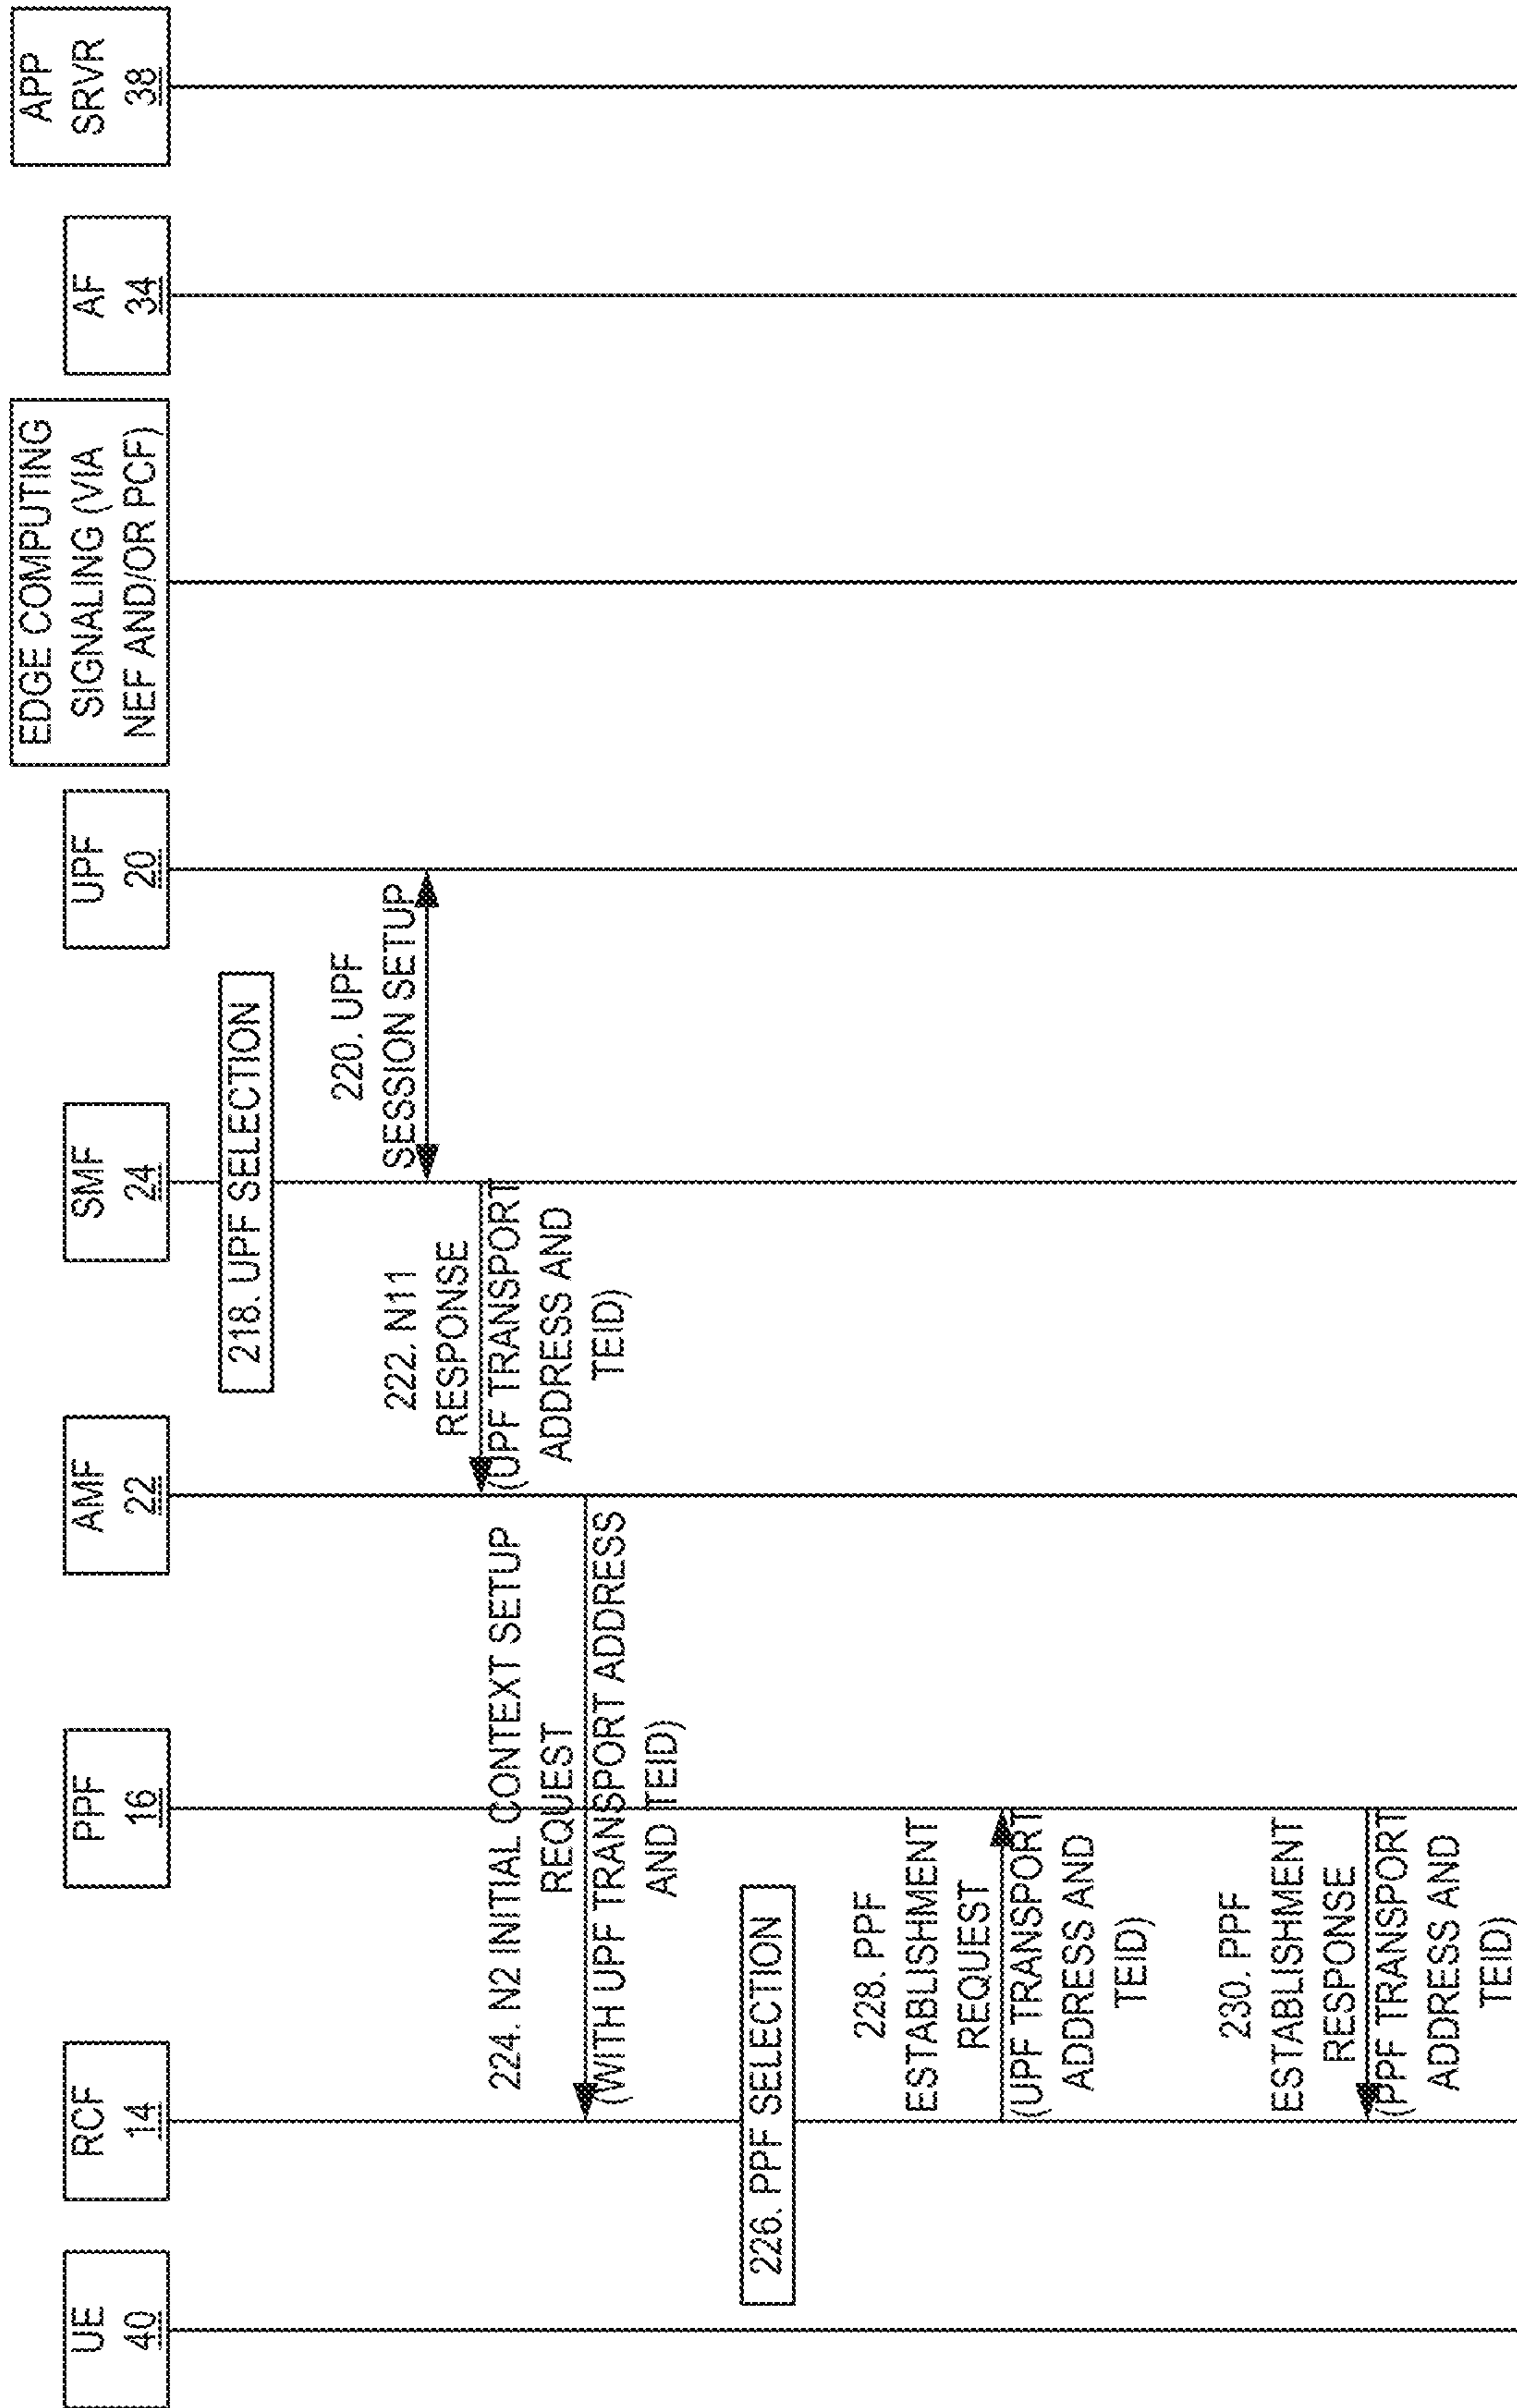 UE
40
RCF
14
PPF
16
AMF
22
SMF
24
UPF
20
EDGE COMPUTING
SIGNALING (VIA
NEF AND/OR PCF)
AF
34
APP
SRVR
38
218. UPF SELECTION
220. UPF
SESSION SETUP
222. N11
RESPONSE
(UPF TRANSPORT
ADDRESS AND
TEID)
224. N2 INITIAL CONTEXT SETUP
REQUEST
(WITH UPF TRANSPORT ADDRESS
AND TEID)
226. PPF SELECTION
228. PPF
ESTABLISHMENT
REQUEST
(UPF TRANSPORT
ADDRESS AND
TEID)
230. PPF
ESTABLISHMENT
RESPONSE
(PPF TRANSPORT
ADDRESS AND
TEID)